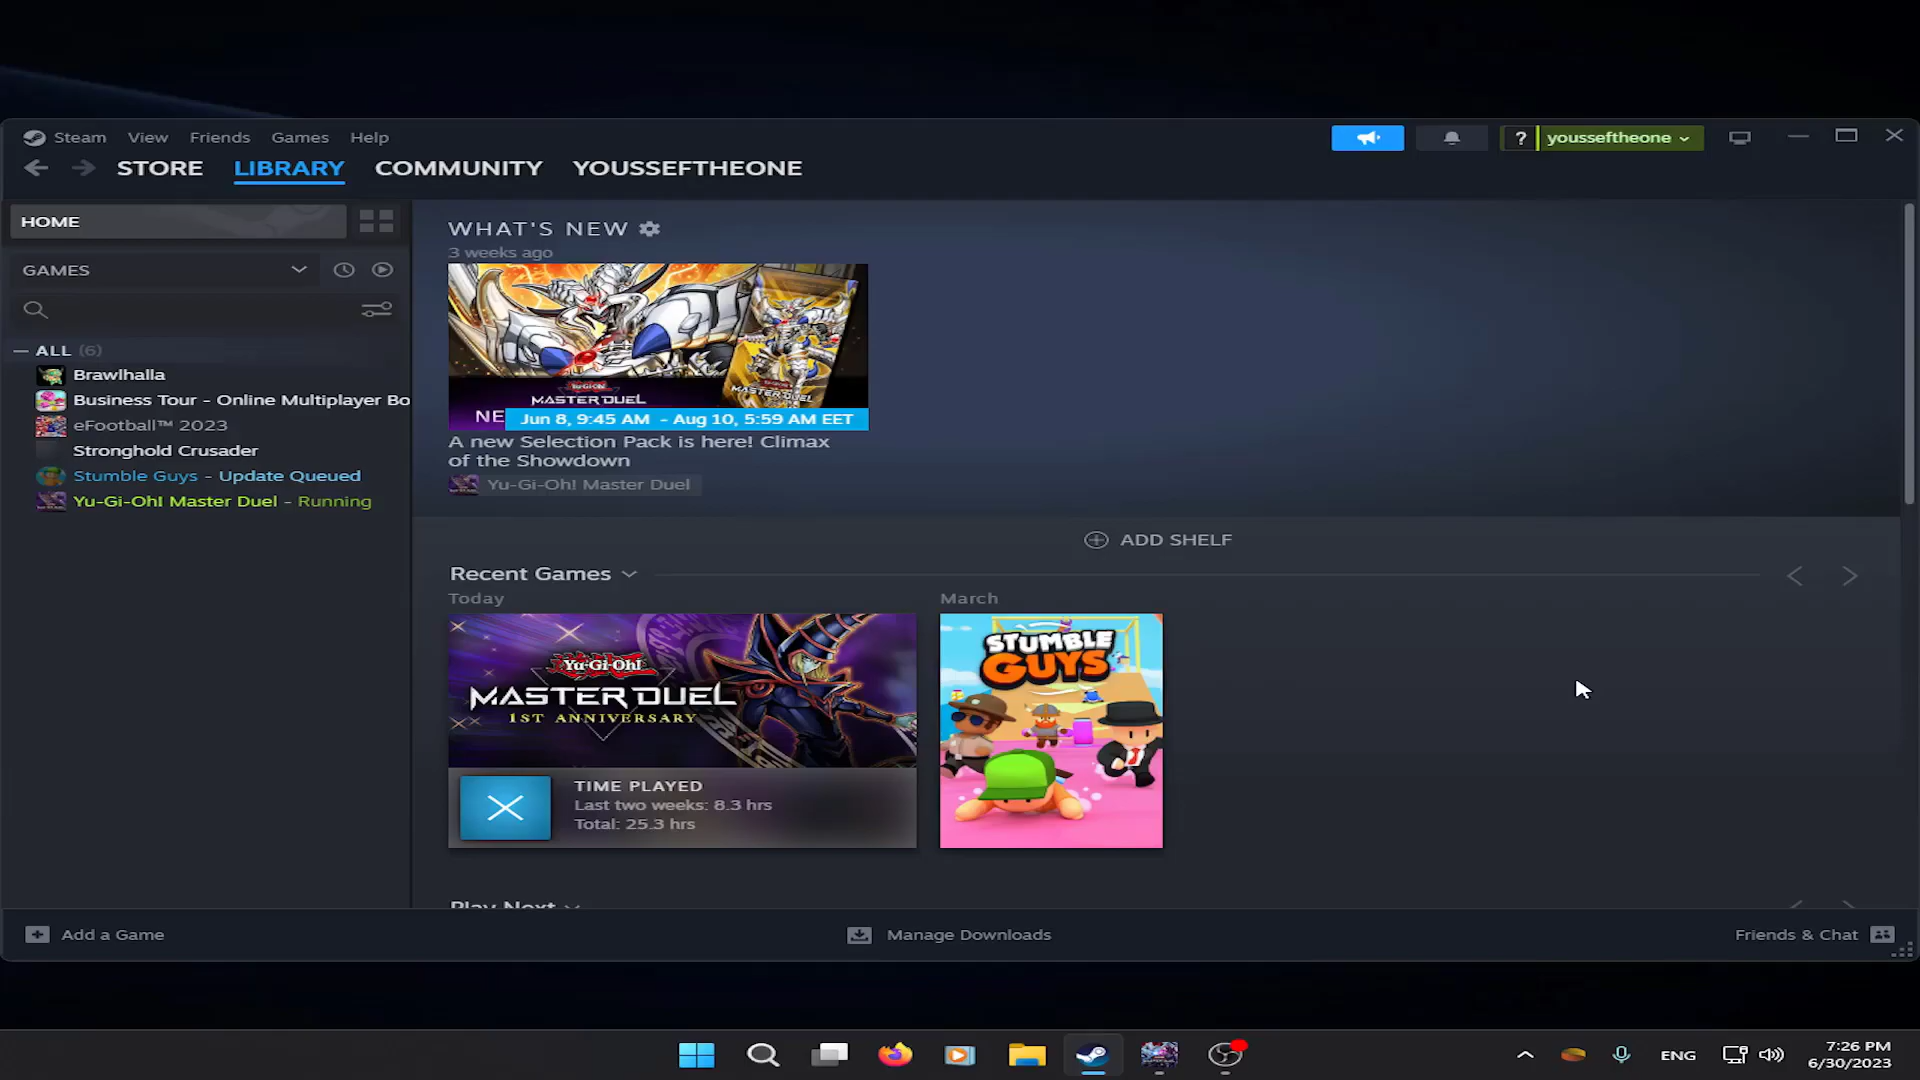 Steam View Friends Games Help
? yousseftheone
STORE LIBRARY COMMUNITY YOUSSEFTHEONE
HOME
GAMES
ALL (6)
Brawlhalla
Business Tour - Online Multiplayer Bo
eFootball™ 2023
Stronghold Crusader
Stumble Guys - Update Queued
Yu-Gi-Oh! Master Duel - Running
WHAT'S NEW
3 weeks ago
Yu-Gi-Oh!
MASTER DUEL
NE Jun 8, 9:45 AM - Aug 10, 5:59 AM EET
A new Selection Pack is here! Climax
of the Showdown
Yu-Gi-Oh! Master Duel
ADD SHELF
Recent Games
Today
March
Yu-Gi-Oh!
MASTER DUEL
1ST ANNIVERSARY
TIME PLAYED
Last two weeks: 8.3 hrs
Total: 25.3 hrs
STUMBLE
GUYS
Play Next
Add a Game
Manage Downloads
Friends & Chat
ENG
7:26 PM
6/30/2023